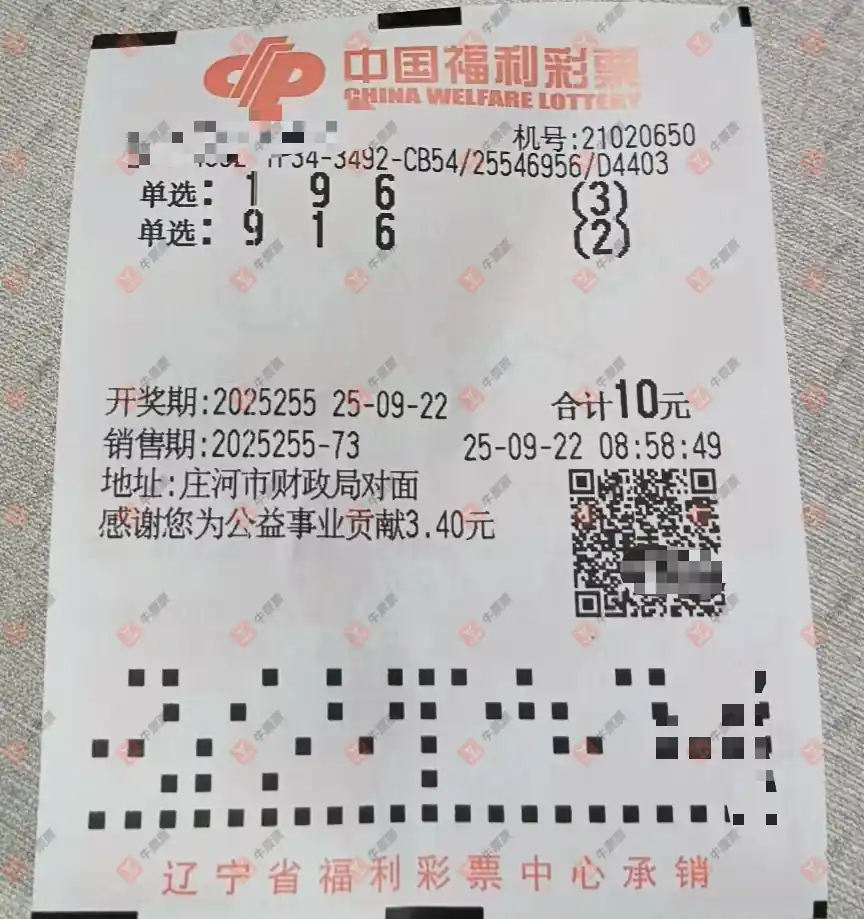 中国福利彩票
CHINA WELFARE LOTTERY
机号:21020650
34-3492-CB54/25546956/D4403
单选: 1 9 6 (3)
单选: 9 1 6 (2)
开奖期:2025255 25-09-22 合计10元
销售期:2025255-73 25-09-22 08:58:49
地址:庄河市财政局对面
感谢您为公益事业贡献3.40元
辽宁省福利彩票中心承销